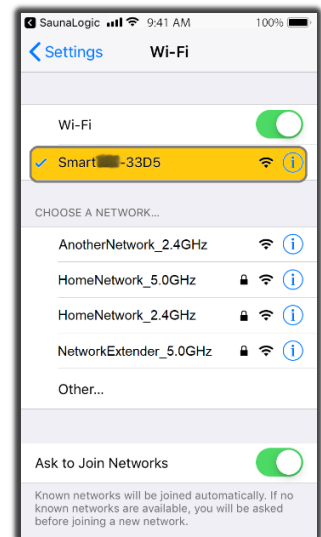 SaunaLogic 9:41 AM 100%
Settings Wi-Fi
Wi-Fi
Smart -33D5
CHOOSE A NETWORK...
AnotherNetwork_2.4GHz
HomeNetwork_5.0GHz
HomeNetwork_2.4GHz
NetworkExtender_5.0GHz
Other...
Ask to Join Networks
Known networks will be joined automatically. If no
known networks are available, you will be asked
before joining a new network.